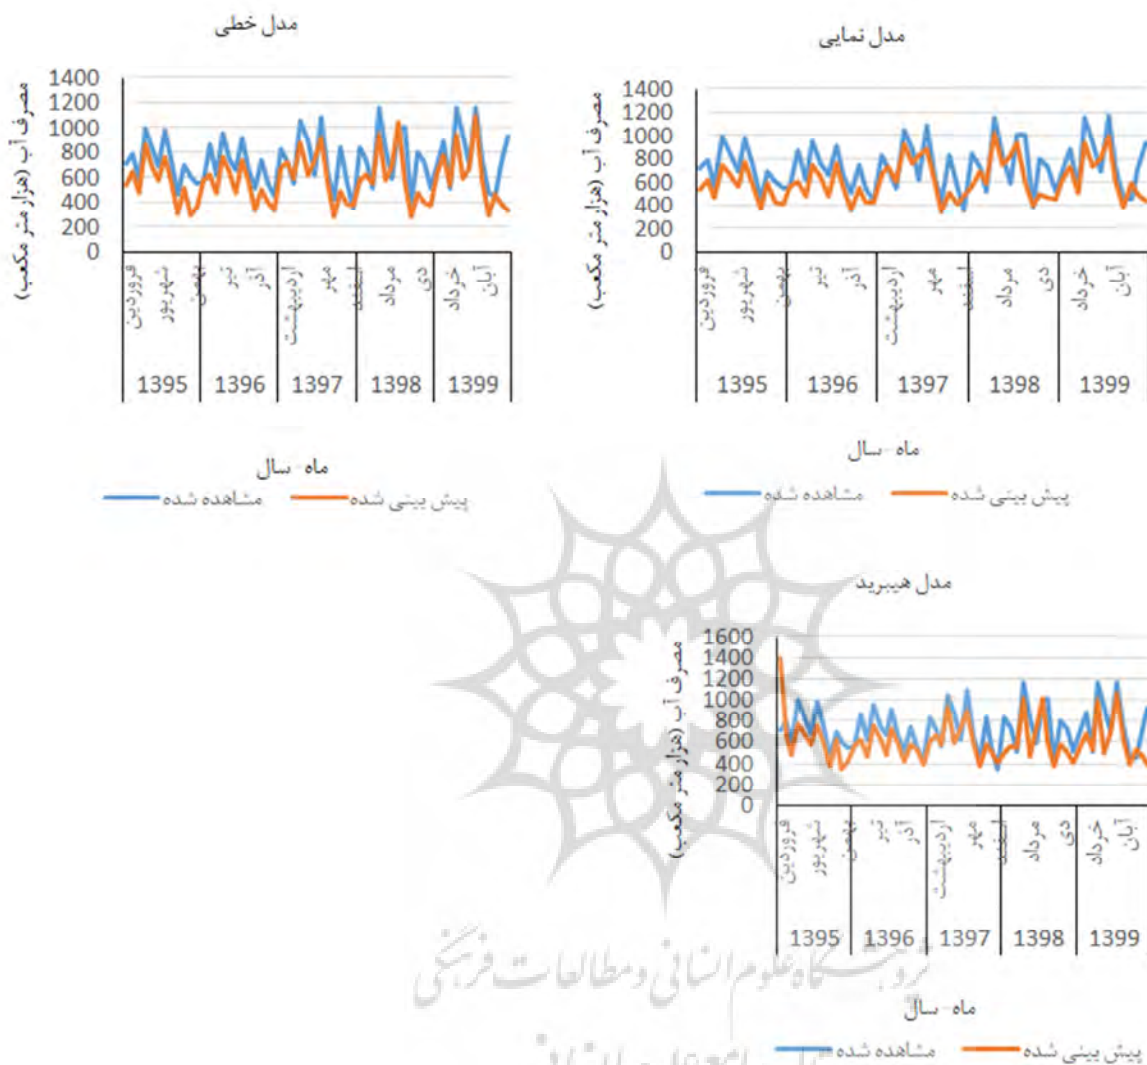 مدل خطی
مصرف آب (هزار متر مکعب)
1400
1200
1000
800
600
400
200
0
فروردین
شهریور
بهمن
تیر
آذر
اردیبهشت
مهر
اسفند
مرداد
دی
خرداد
آبان
1395 1396 1397 1398 1399
ماه - سال
مشاهده شده
پیش بینی شده
مدل نمایی
مصرف آب (هزار متر مکعب)
1400
1200
1000
800
600
400
200
0
فروردین
شهریور
بهمن
تیر
آذر
اردیبهشت
مهر
اسفند
مرداد
دی
خرداد
آبان
1395 1396 1397 1398 1399
ماه - سال
مشاهده شده
پیش بینی شده
مدل هیبرید
مصرف آب (هزار متر مکعب)
1600
1400
1200
1000
800
600
400
200
0
فروردین
شهریور
بهمن
تیر
آذر
اردیبهشت
مهر
اسفند
مرداد
دی
خرداد
آبان
1395 1396 1397 1398 1399
ماه - سال
مشاهده شده
پیش بینی شده
پژوهشگاه علوم انسانی و مطالعات فرهنگی